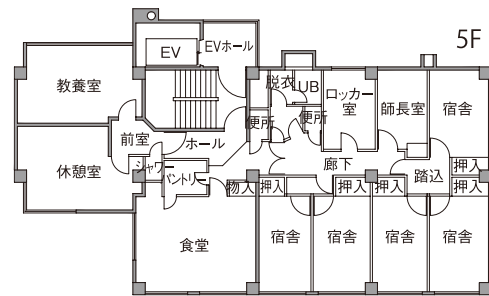 5F
EV
EVホール
教養室
脱衣
UB
ロッカー
室
師長室
宿舎
便所
便所
前室
ホール
休憩室
シャワー
パントリー
廊下
踏込
押入
物入
押入
押入
押入
押入
食堂
宿舎
宿舎
宿舎
宿舎